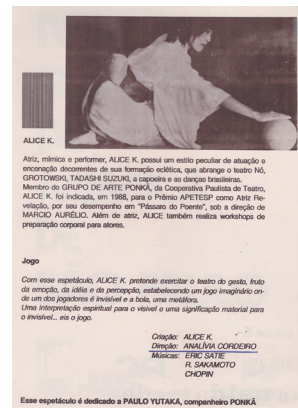 ALICE K.
Atriz, mímica e performer, ALICE K. possui um estilo peculiar de atuação e
encenação decorrentes de sua formação eclética, que abrange o teatro Nô,
GROTOWSKI, TADASHI SUZUKI, a capoeira e as danças brasileiras.
Membro do GRUPO DE ARTE PONKÃ, da Cooperativa Paulista de Teatro,
ALICE K. foi indicada, em 1988, para o Prêmio APETESP como Atriz Re-
velação, por seu desempenho em "Pássaro do Poente", sob a direção de
MARCIO AURÉLIO. Além de atriz, ALICE também realiza workshops de
preparação corporal para atores.
Jogo
Com esse espetáculo, ALICE K. pretende exercitar o teatro do gesto, fruto
da emoção, da idéia e da percepção, estabelecendo um jogo imaginário on-
de um dos jogadores é invisível e a bola, uma metáfora.
Uma interpretação espiritual para o visível e uma significação material para
o invisível... eis o jogo.
Criação: ALICE K.
Direção: ANALÍVIA CORDEIRO
Músicas: ERIC SATIE
R. SAKAMOTO
CHOPIN
Esse espetáculo é dedicado a PAULO YUTAKA, companheiro PONKÃ